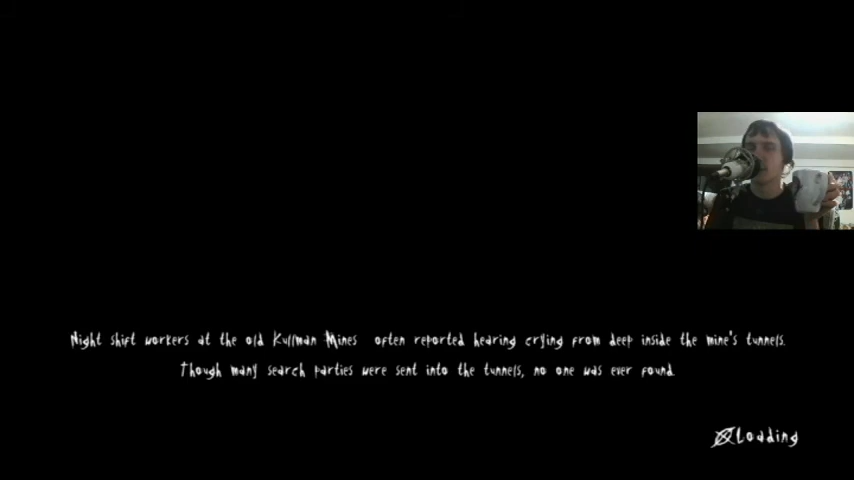 Night shift workers at the old Kullman Mines often reported hearing crying from deep inside the mine's tunnels.
Though many search parties were sent into the tunnels, no one was ever found.
Loading